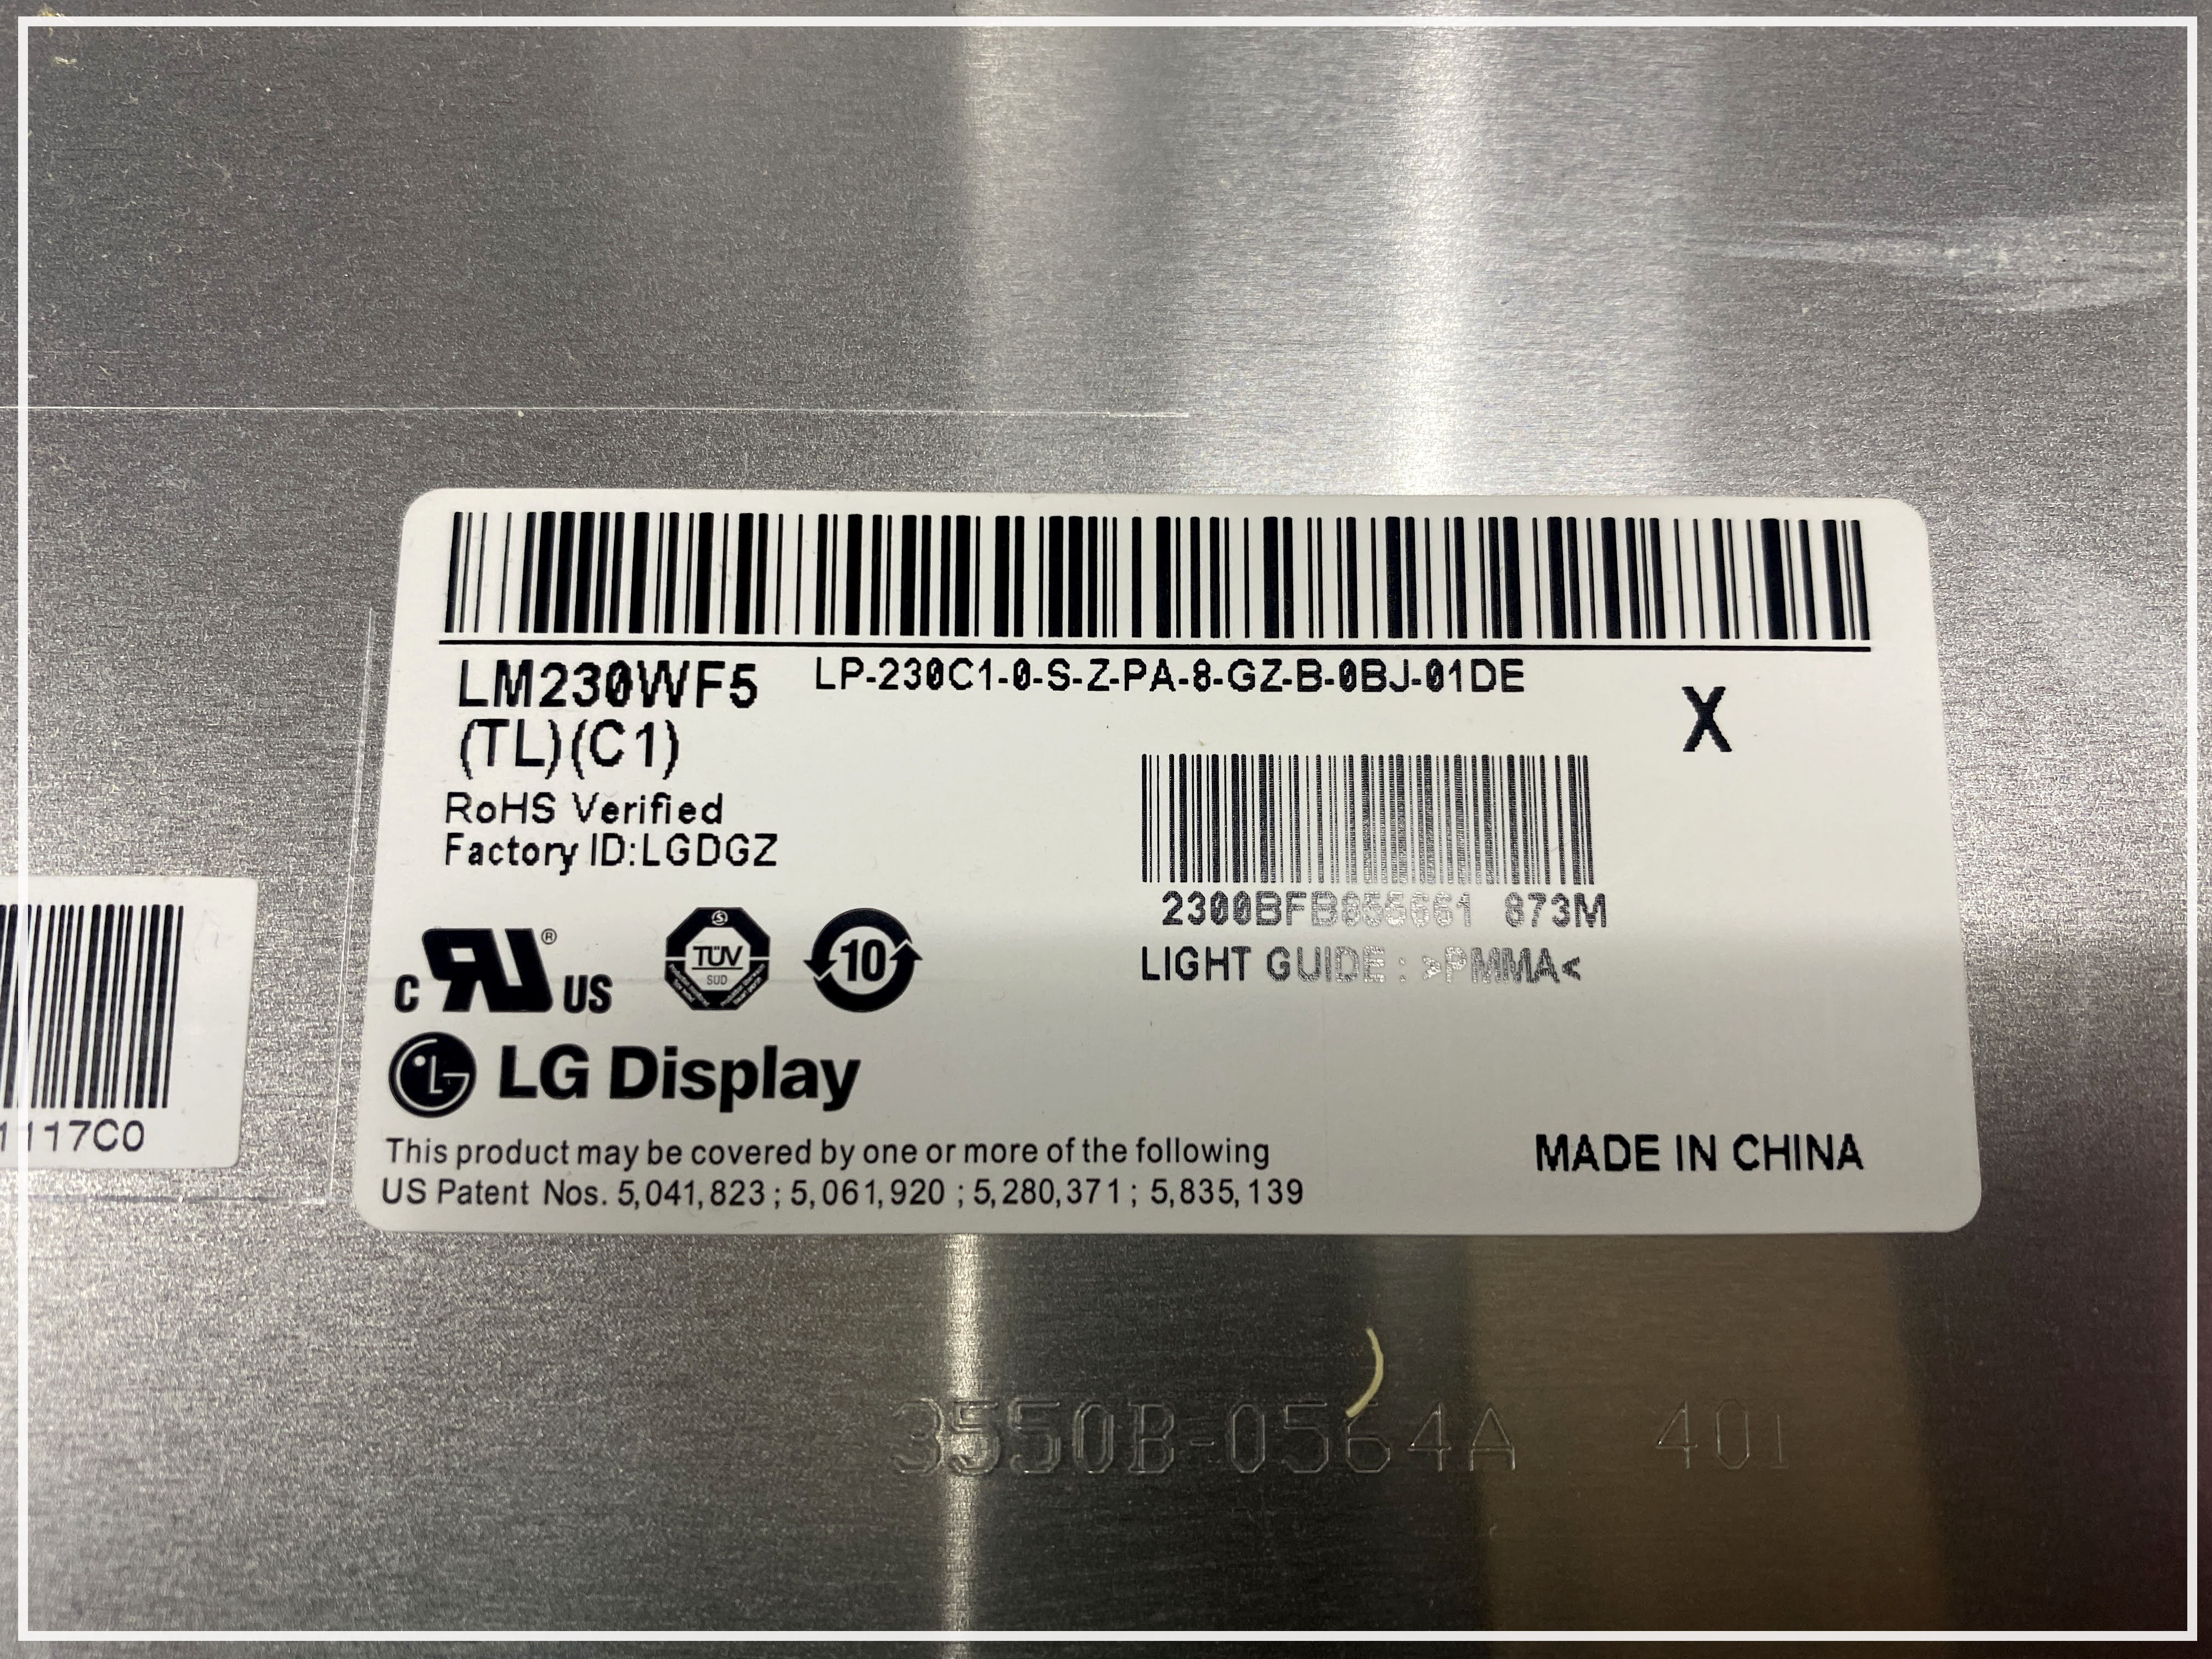 LM230WF5 LP-230C1-0-S-Z-PA-8-GZ-B-0BJ-01DE
(TL)(C1)
X
RoHS Verified
Factory ID:LGDGZ
2300BFB055661 873M
LIGHT GUIDE : >PMMA<
C RU ® US
TÜV
SÜD
10
LG Display
1117C0
This product may be covered by one or more of the following
US Patent Nos. 5,041,823 ; 5,061,920 ; 5,280,371 ; 5,835,139
MADE IN CHINA
3550B-0564A 401